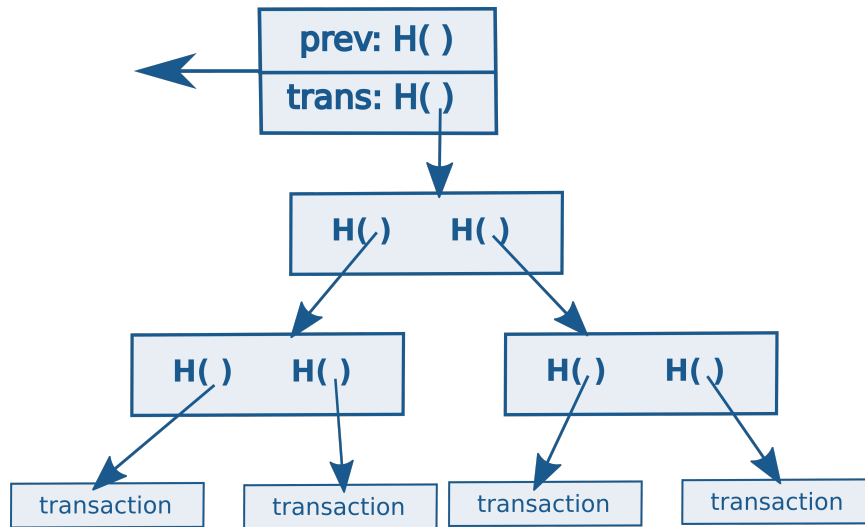 prev: H( )
trans: H( )
H( ) H( )
H( ) H( ) H( ) H( )
transaction transaction transaction transaction